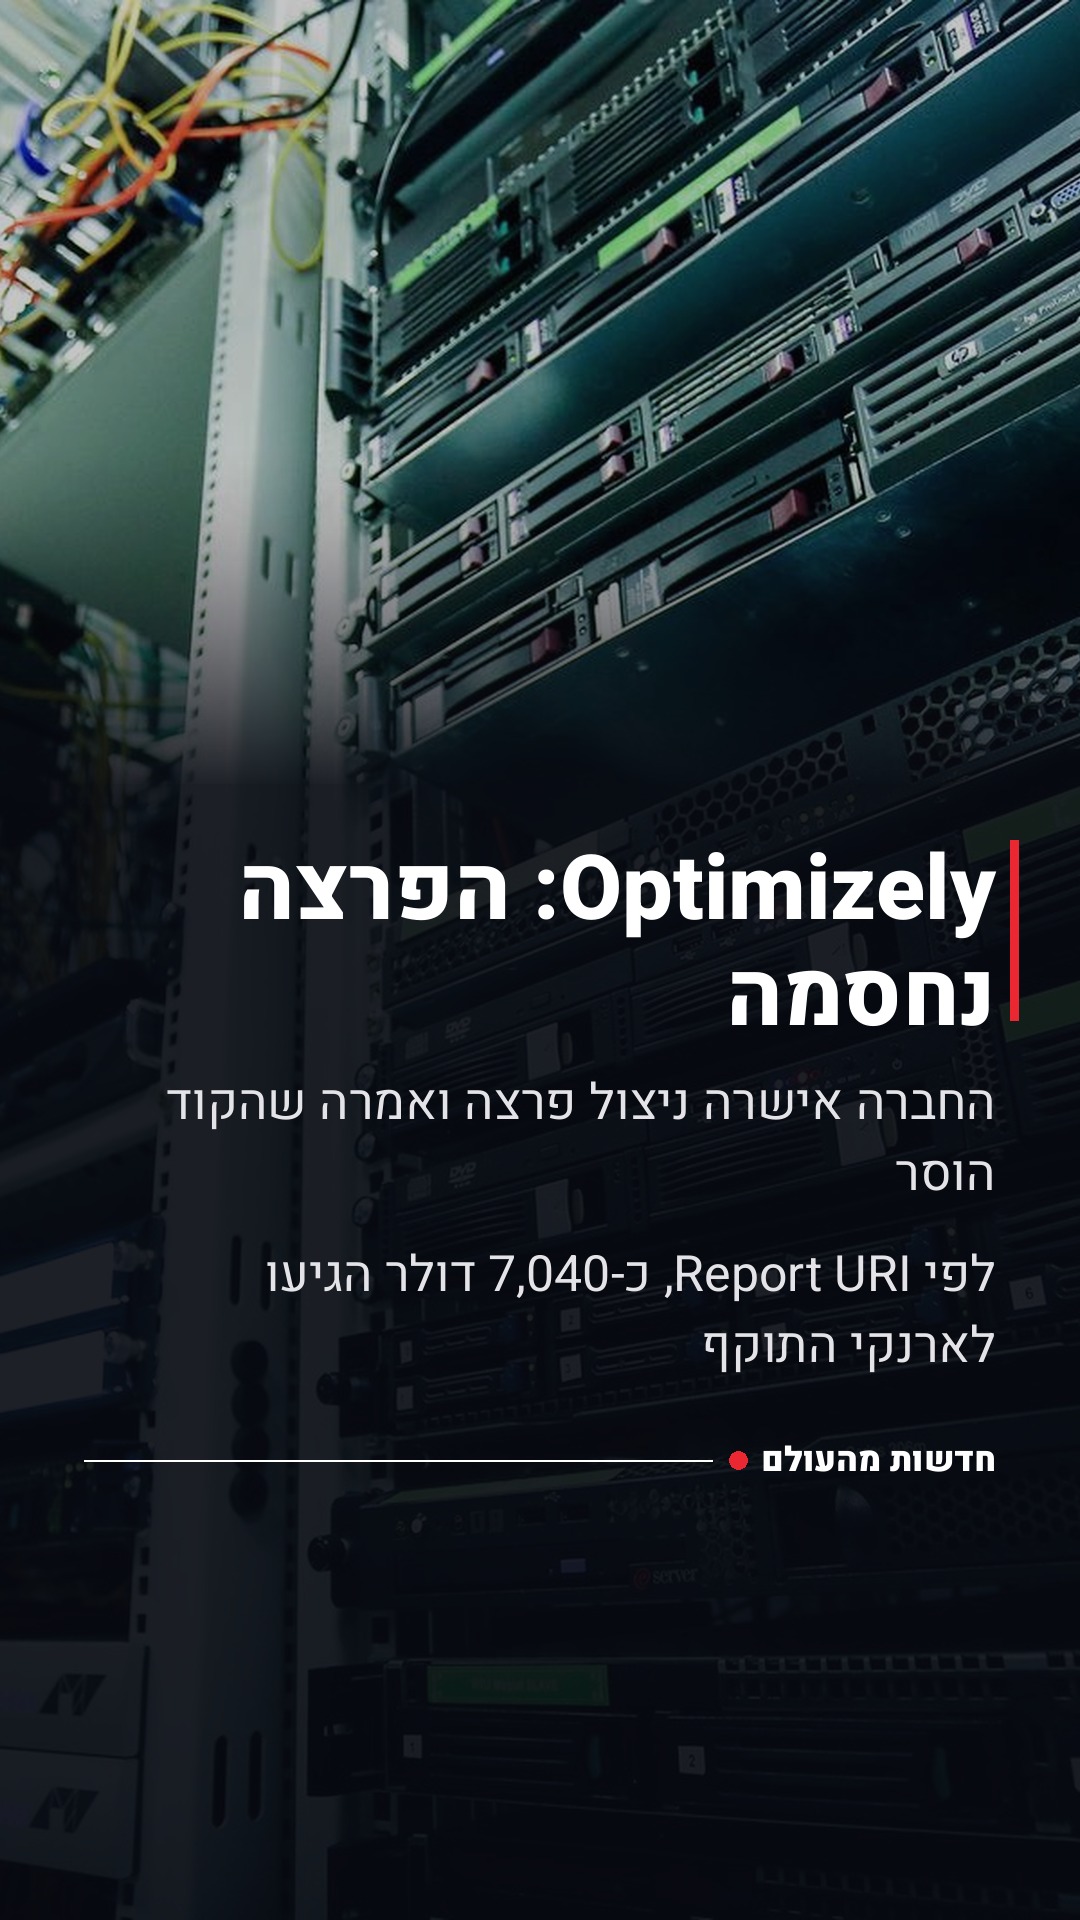 Optimizely: הפרצה
נחסמה
החברה אישרה ניצול פרצה ואמרה שהקוד
הוסר
לפי Report URI, כ-7,040 דולר הגיעו
לארנקי התוקף
חדשות מהעולם